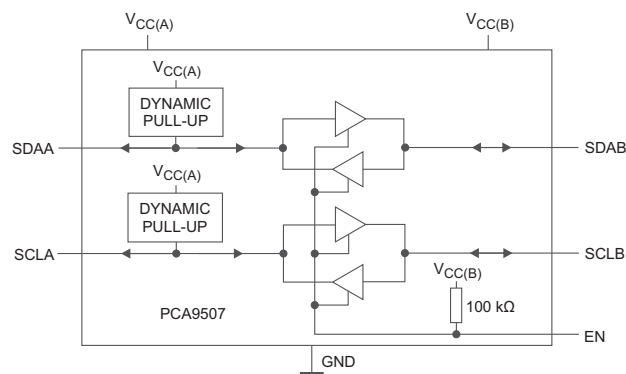 VCC(A)
VCC(B)
VCC(A)
DYNAMIC
PULL-UP
SDAA
SDAB
VCC(A)
DYNAMIC
PULL-UP
SCLA
SCLB
VCC(B)
100 kΩ
PCA9507
EN
GND